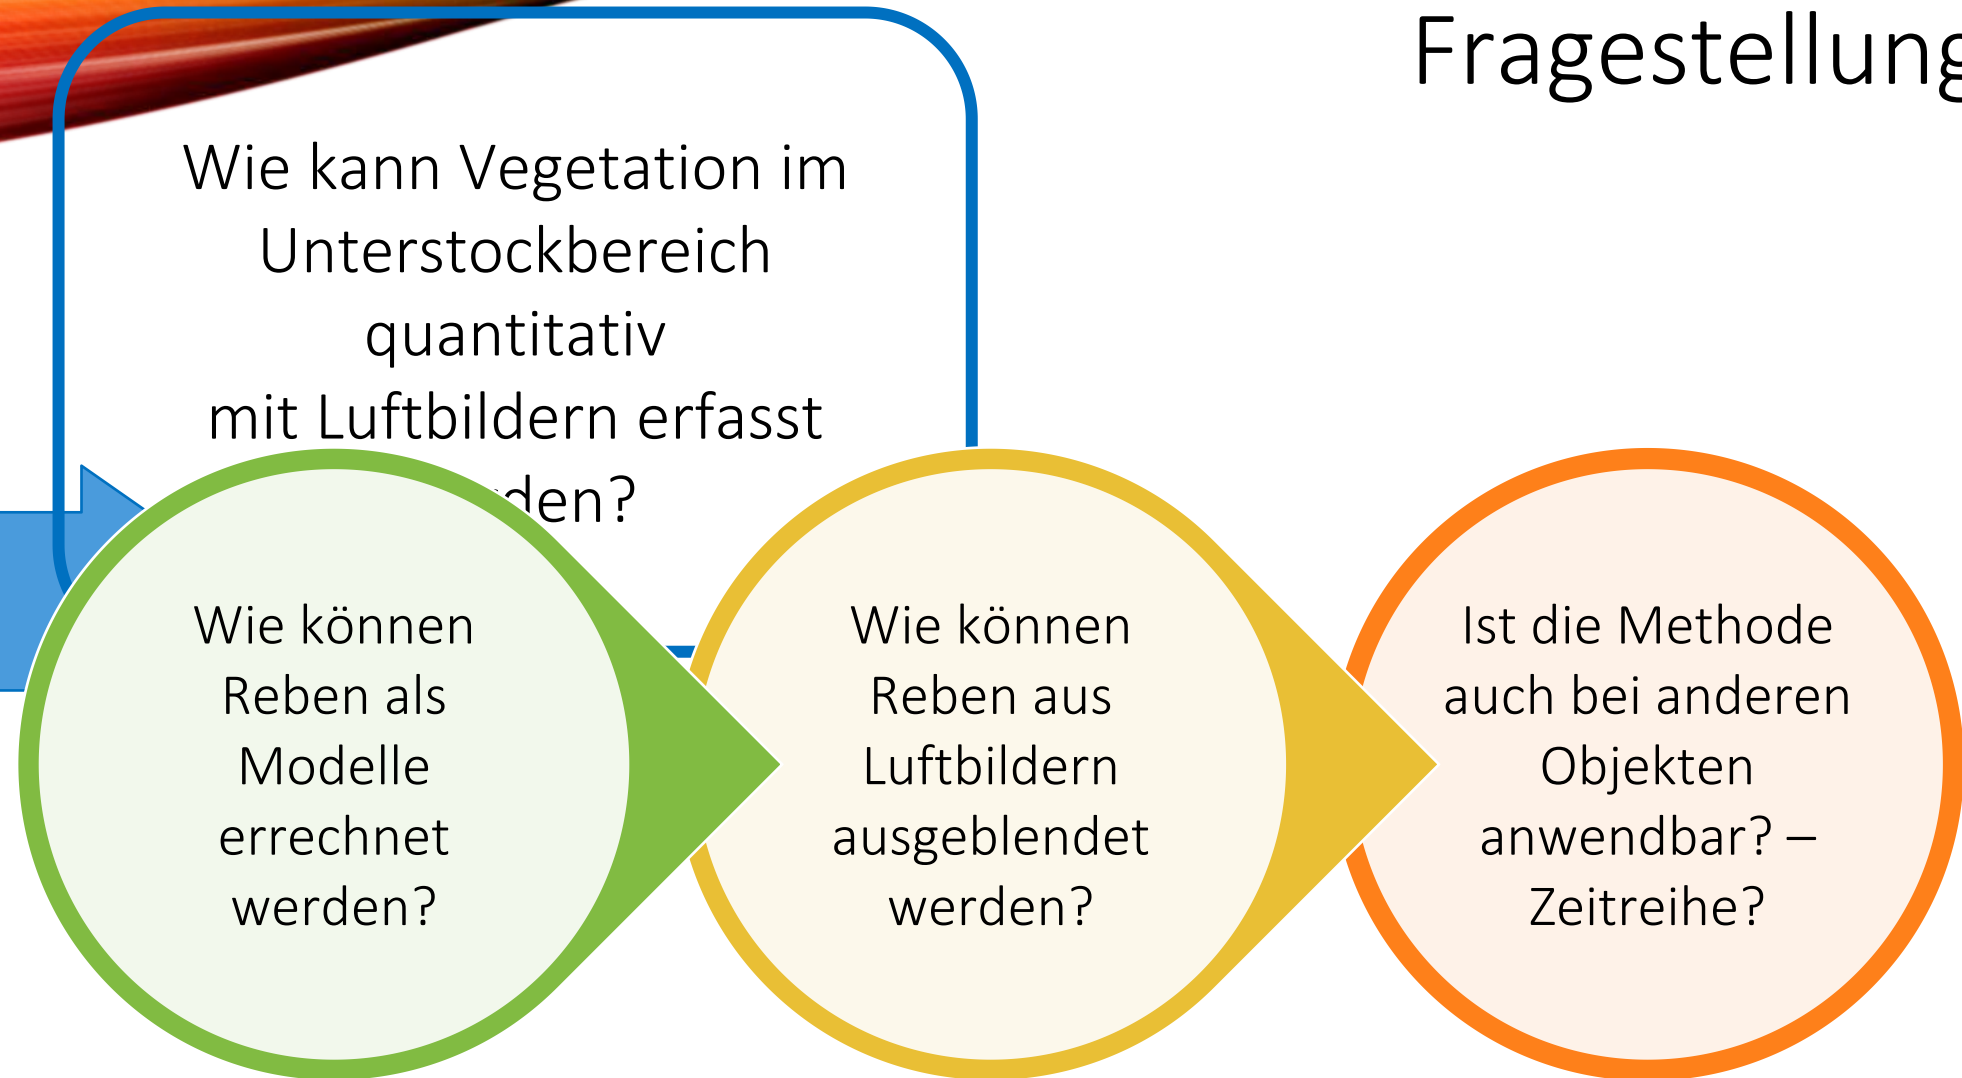 Fragestellung
Wie kann Vegetation im
Unterstockbereich
quantitativ
mit Luftbildern erfasst
den?
Wie können
Reben als
Modelle
errechnet
werden?
Wie können
Reben aus
Luftbildern
ausgeblendet
werden?
Ist die Methode
auch bei anderen
Objekten
anwendbar? –
Zeitreihe?